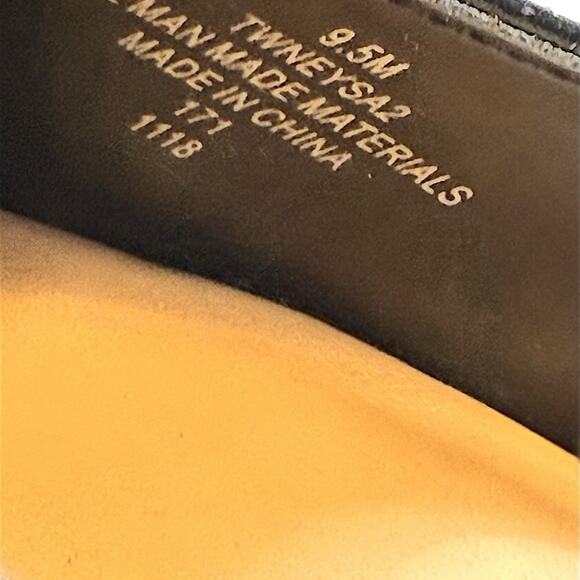 9.5M
TWNEYSA2
MAN MADE MATERIALS
MADE IN CHINA
171
1118